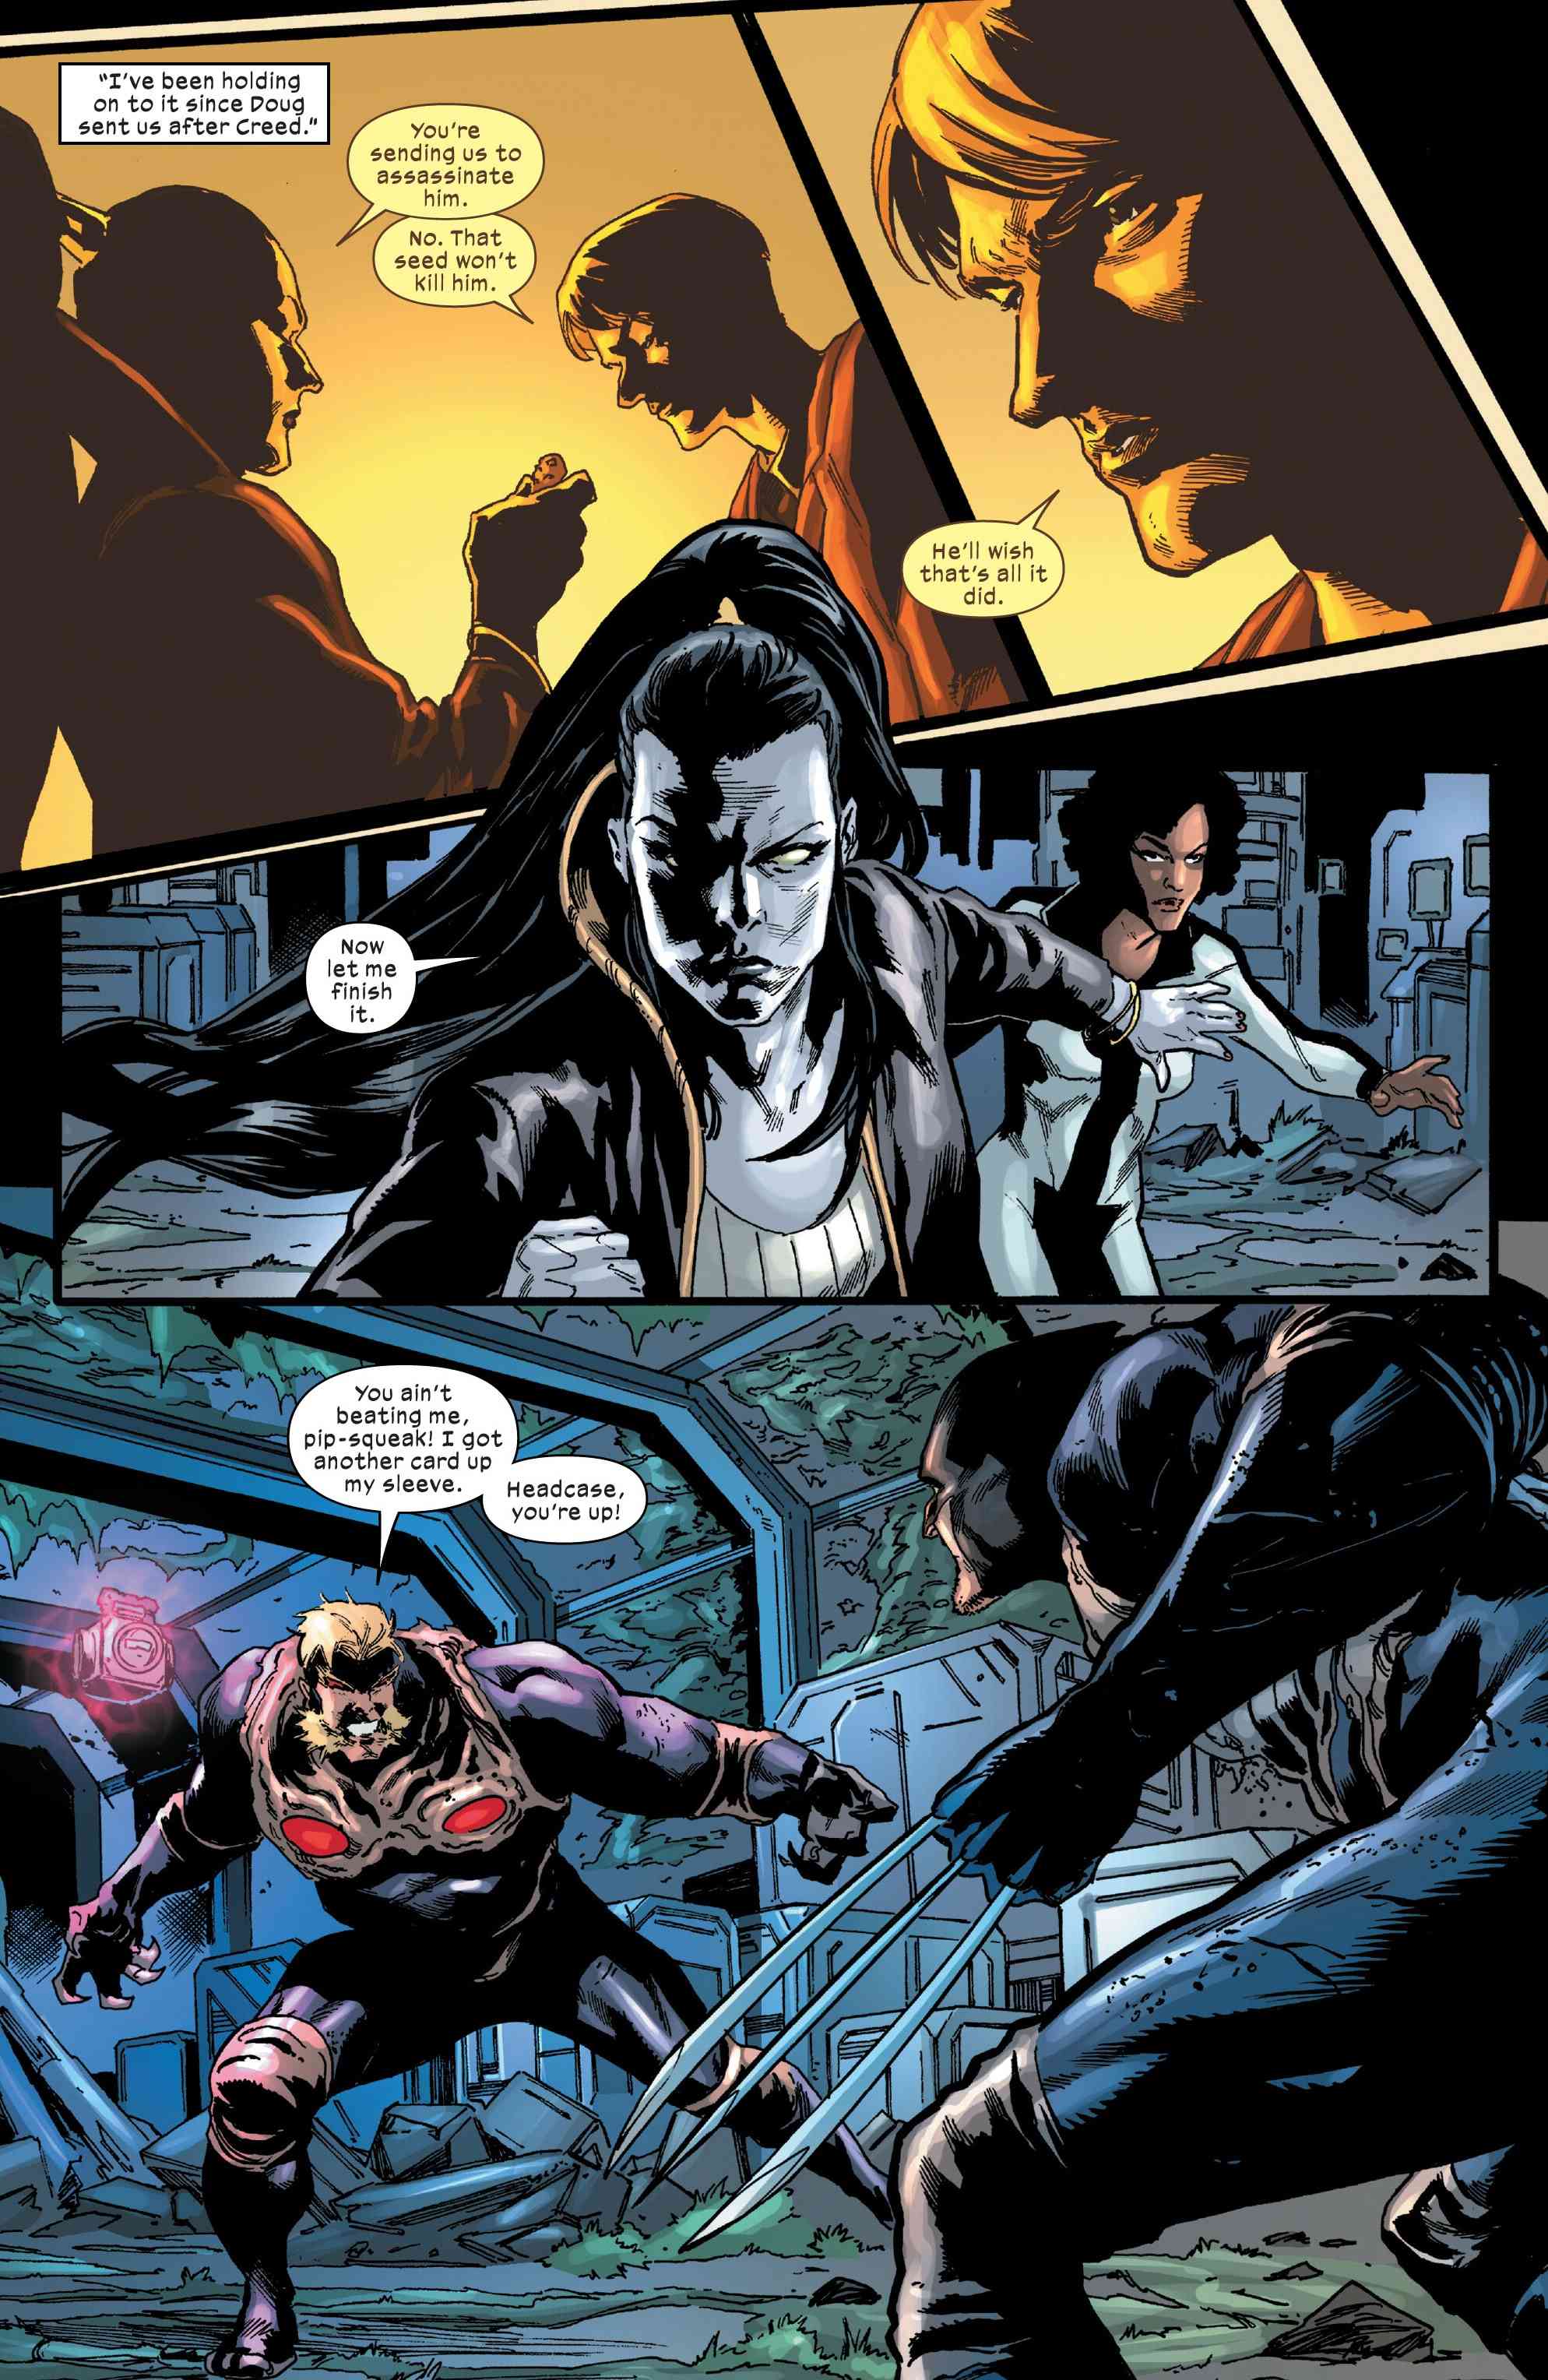 "I've been holding
on to it since Doug
sent us after Creed."
You're
sending us to
assassinate
him.
No. That
seed won't
kill him.
He'll wish
that's all it
did.
Now
let me
finish
it.
You ain't
beating me,
pip-squeak! I got
another card up
my sleeve.
Headcase,
you're up!